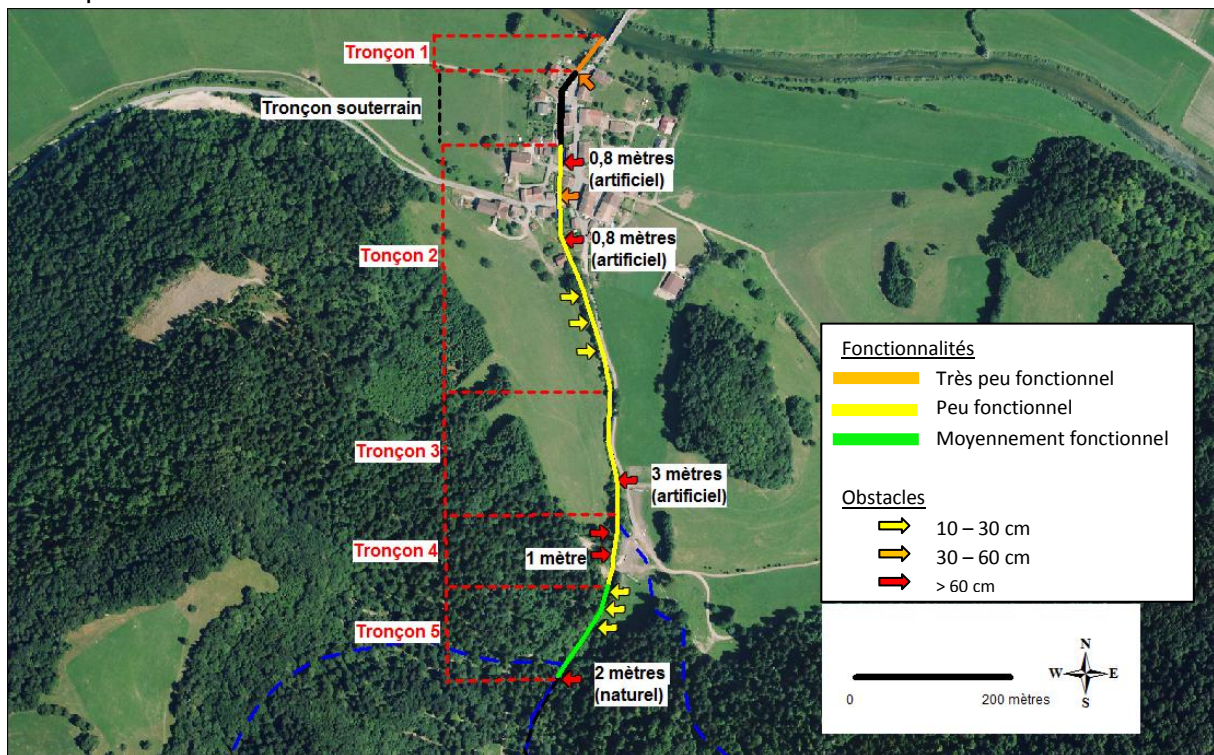 Tronçon 1
Tronçon souterrain
0,8 mètres
(artificiel)
Tonçon 2
0,8 mètres
(artificiel)
Tronçon 3
3 mètres
(artificiel)
Tronçon 4
1 mètre
Tronçon 5
2 mètres
(naturel)
Fonctionnalités
Très peu fonctionnel
Peu fonctionnel
Moyennement fonctionnel
Obstacles
10 – 30 cm
30 – 60 cm
> 60 cm
N
W E
S
0 200 mètres